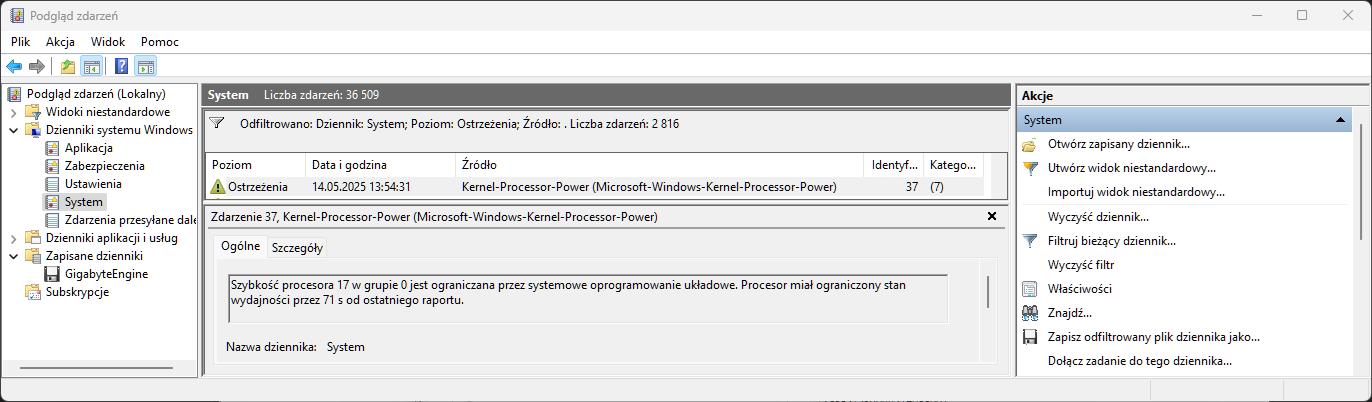 Podgląd zdarzeń
Plik Akcja Widok Pomoc
Podgląd zdarzeń (Lokalny)
Widoki niestandardowe
Dzienniki systemu Windows
Aplikacja
Zabezpieczenia
Ustawienia
System
Zdarzenia przesyłane dale
Dzienniki aplikacji i usług
Zapisane dzienniki
GigabyteEngine
Subskrypcje
System Liczba zdarzeń: 36 509
Odfiltrowano: Dziennik: System; Poziom: Ostrzeżenia; Źródło: . Liczba zdarzeń: 2 816
Poziom Data i godzina Źródło Identyf... Katego...
Ostrzeżenia 14.05.2025 13:54:31 Kernel-Processor-Power (Microsoft-Windows-Kernel-Processor-Power) 37 (7)
Zdarzenie 37, Kernel-Processor-Power (Microsoft-Windows-Kernel-Processor-Power)
Ogólne Szczegóły
Szybkość procesora 17 w grupie 0 jest ograniczana przez systemowe oprogramowanie układowe. Procesor miał ograniczony stan
wydajności przez 71 s od ostatniego raportu.
Nazwa dziennika: System
Akcje
System
Otwórz zapisany dziennik...
Utwórz widok niestandardowy...
Importuj widok niestandardowy...
Wyczyść dziennik...
Filtruj bieżący dziennik...
Wyczyść filtr
Właściwości
Znajdź...
Zapisz odfiltrowany plik dziennika jako...
Dołącz zadanie do tego dziennika...